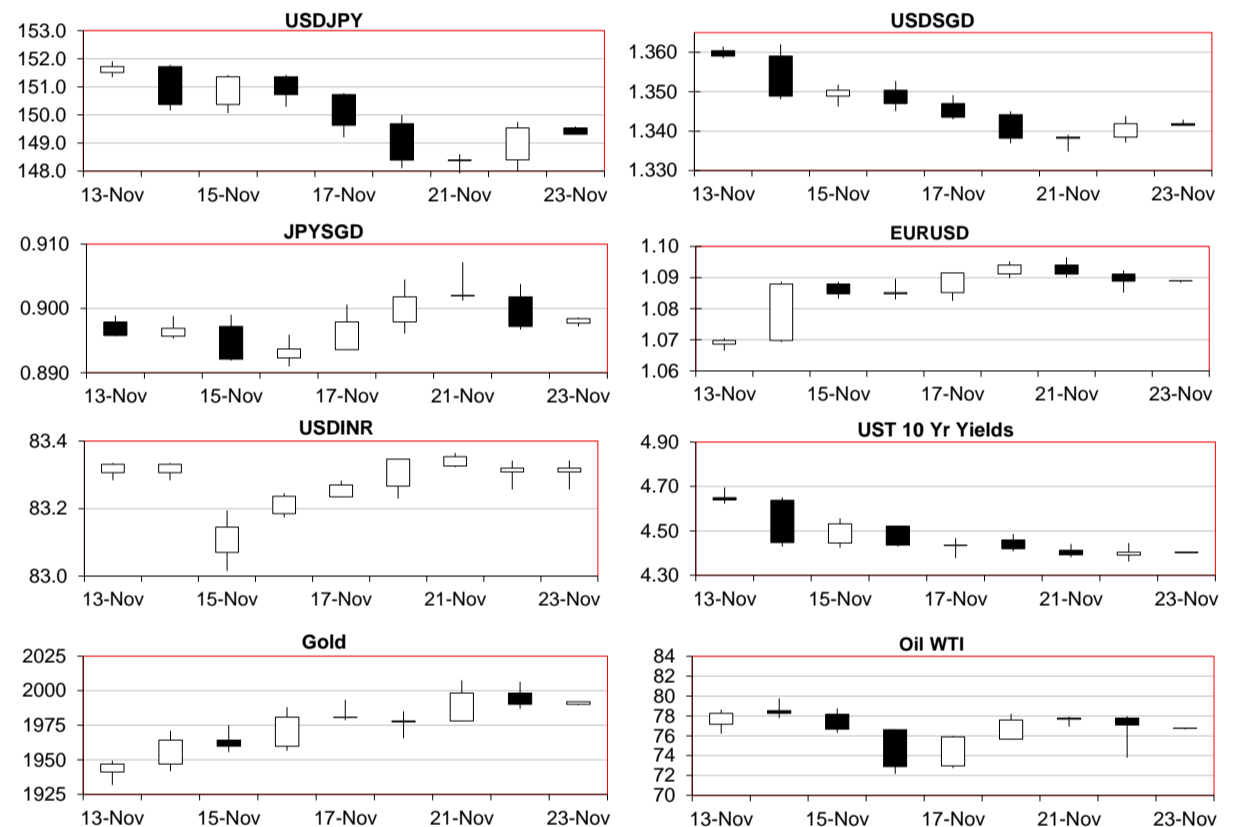 USDJPY
153.0
152.0
151.0
150.0
149.0
148.0
13-Nov 15-Nov 17-Nov 21-Nov 23-Nov
USDSGD
1.360
1.350
1.340
1.330
13-Nov 15-Nov 17-Nov 21-Nov 23-Nov
JPYSGD
0.910
0.900
0.890
13-Nov 15-Nov 17-Nov 21-Nov 23-Nov
EURUSD
1.10
1.09
1.08
1.07
1.06
13-Nov 15-Nov 17-Nov 21-Nov 23-Nov
USDINR
83.4
83.2
83.0
13-Nov 15-Nov 17-Nov 21-Nov 23-Nov
UST 10 Yr Yields
4.90
4.70
4.50
4.30
13-Nov 15-Nov 17-Nov 21-Nov 23-Nov
Gold
2025
2000
1975
1950
1925
13-Nov 15-Nov 17-Nov 21-Nov 23-Nov
Oil WTI
84
82
80
78
76
74
72
70
13-Nov 15-Nov 17-Nov 21-Nov 23-Nov